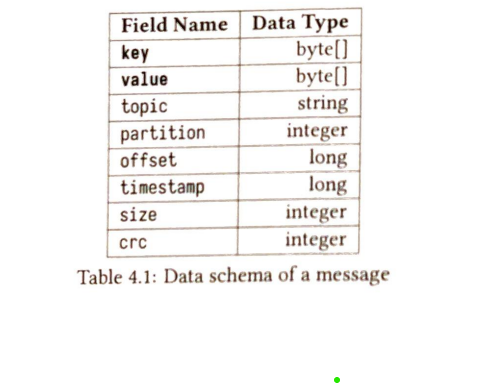 Field Name Data Type
key byte[]
value byte[]
topic string
partition integer
offset long
timestamp long
size integer
crc integer
Table 4.1: Data schema of a message